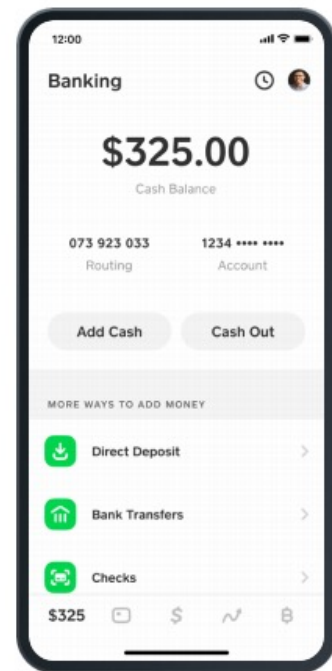 12:00
Banking
$325.00
Cash Balance
073 923 033 1234 •••• ••••
Routing Account
Add Cash Cash Out
MORE WAYS TO ADD MONEY
Direct Deposit
Bank Transfers
Checks
$325 $ ₿